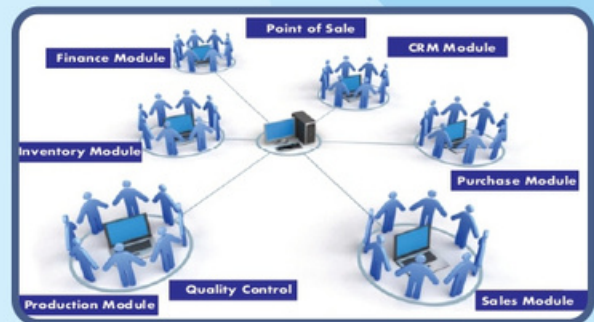 Point of Sale
CRM Module
Finance Module
Inventory Module
Purchase Module
Quality Control
Production Module
Sales Module